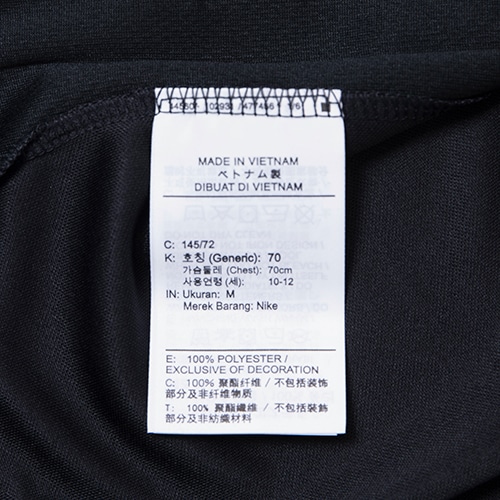 MADE IN VIETNAM
ベトナム製
DIBUAT DI VIETNAM
C: 145/72
K: 호칭 (Generic): 70
가슴둘레 (Chest): 70cm
사용연령 (세): 10-12
IN: Ukuran: M
Merek Barang: Nike
E: 100% POLYESTER /
EXCLUSIVE OF DECORATION
C: 100% 聚酯纤维 / 不包括装饰
部分及非纤维物质
T: 100% 聚酯纖維 / 不包括裝飾
部分及非紡織材料